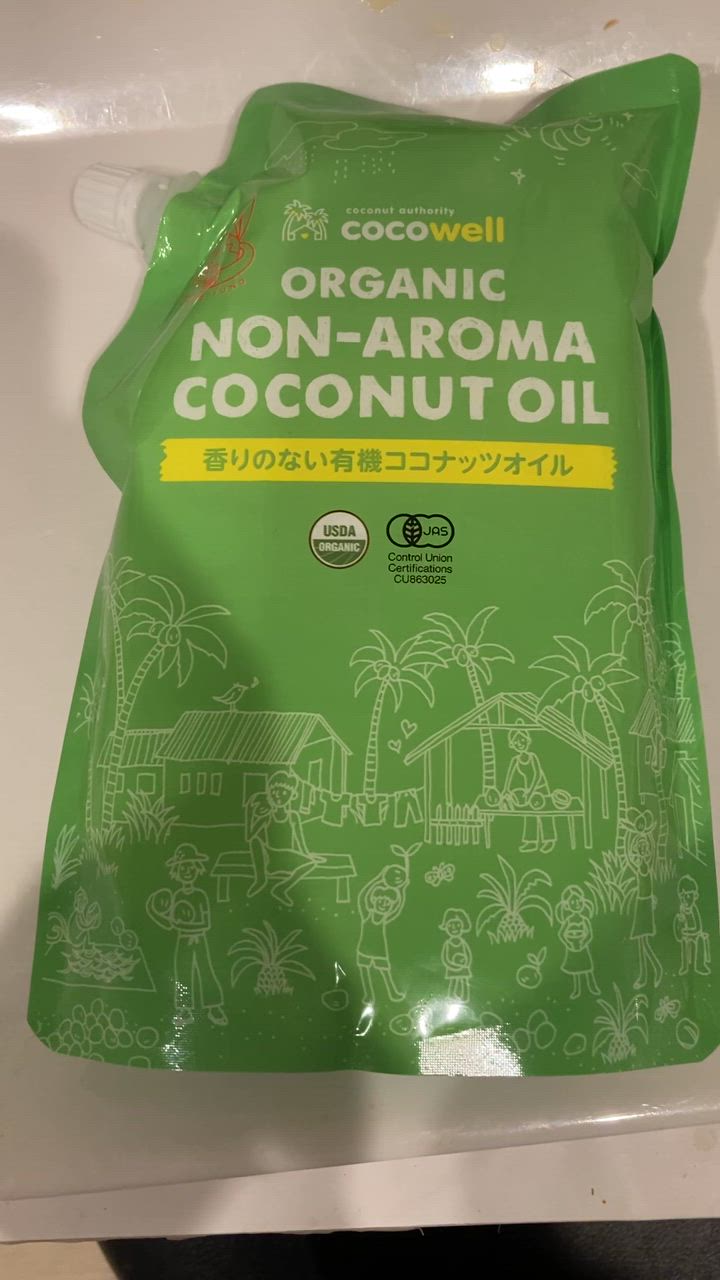 coconut authority
cocowell
ORGANIC
NON-AROMA
COCONUT OIL
香りのない有機ココナッツオイル
USDA
ORGANIC
JAS
Control Union
Certifications
CU863025